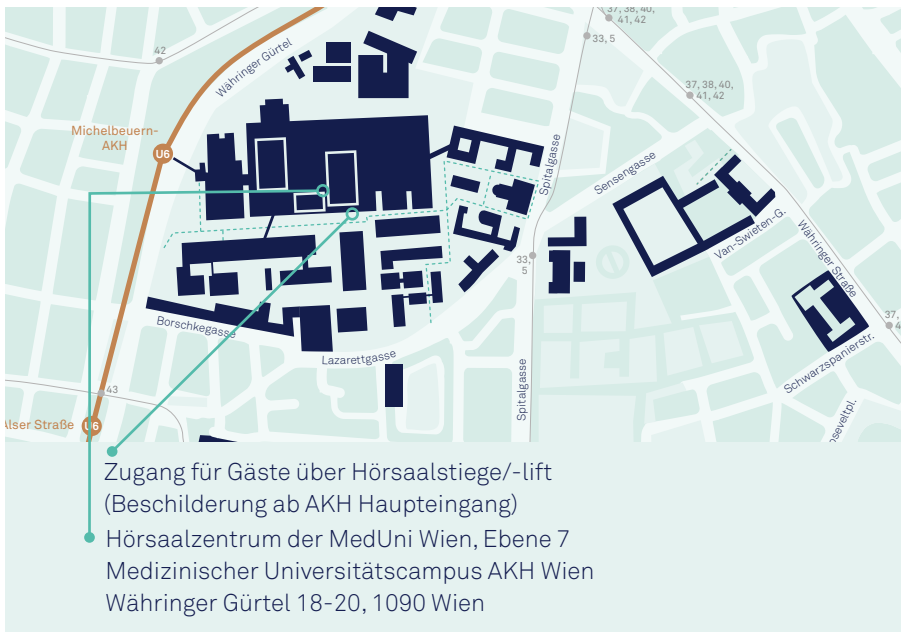 37, 38, 40,
41, 42
33, 5
42
Währinger Gürtel
37, 38, 40,
41, 42
Michelbeuern-
AKH
U6
Spitalgasse
Sensengasse
Van-Swieten-G.
Währinger Straße
33,
5
37,
Borschkegasse
Lazarettgasse
Schwarzspanierstr.
43
Spitalgasse
Alser Straße
U6
Zugang für Gäste über Hörsaalstiege/-lift
(Beschilderung ab AKH Haupteingang)
Hörsaalzentrum der MedUni Wien, Ebene 7
Medizinischer Universitätscampus AKH Wien
Währinger Gürtel 18-20, 1090 Wien